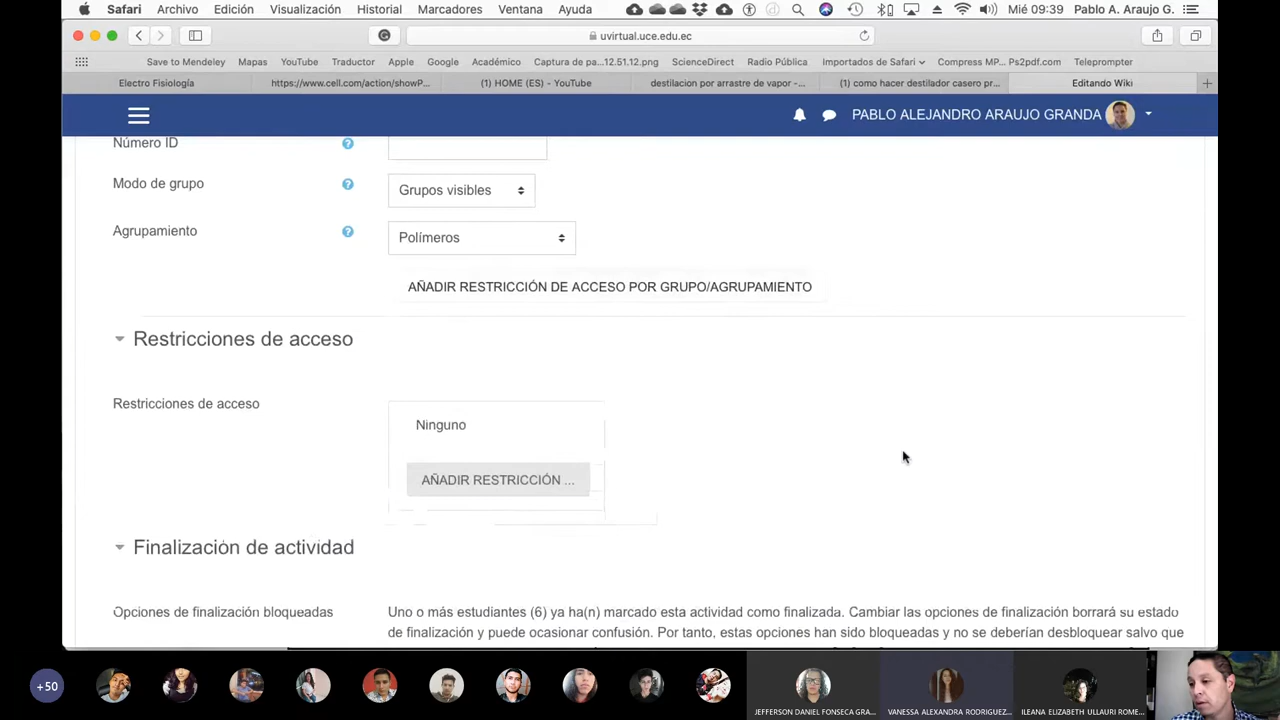 Safari Archivo Edición Visualización Historial Marcadores Ventana Ayuda Mié 09:39 Pablo A. Araujo G.
uvirtual.uce.edu.ec
Save to Mendeley Mapas YouTube Traductor Apple Google Académico Captura de pa...12.51.12.png ScienceDirect Radio Pública Importados de Safari Compress MP... Ps2pdf.com Teleprompter
Electro Fisiología https://www.cell.com/action/showP... (1) HOME (ES) - YouTube destilacion por arrastre de vapor -... (1) como hacer destilador casero pr... Editando Wiki
PABLO ALEJANDRO ARAUJO GRANDA
Número ID
Modo de grupo Grupos visibles
Agrupamiento Polímeros
AÑADIR RESTRICCIÓN DE ACCESO POR GRUPO/AGRUPAMIENTO
Restricciones de acceso
Restricciones de acceso
Ninguno
AÑADIR RESTRICCIÓN ...
Finalización de actividad
Opciones de finalización bloqueadas Uno o más estudiantes (6) ya ha(n) marcado esta actividad como finalizada. Cambiar las opciones de finalización borrará su estado
de finalización y puede ocasionar confusión. Por tanto, estas opciones han sido bloqueadas y no se deberían desbloquear salvo que
+50
JEFFERSON DANIEL FONSECA GRA... VANESSA ALEXANDRA RODRIGUEZ... ILEANA ELIZABETH ULLAURI ROME...